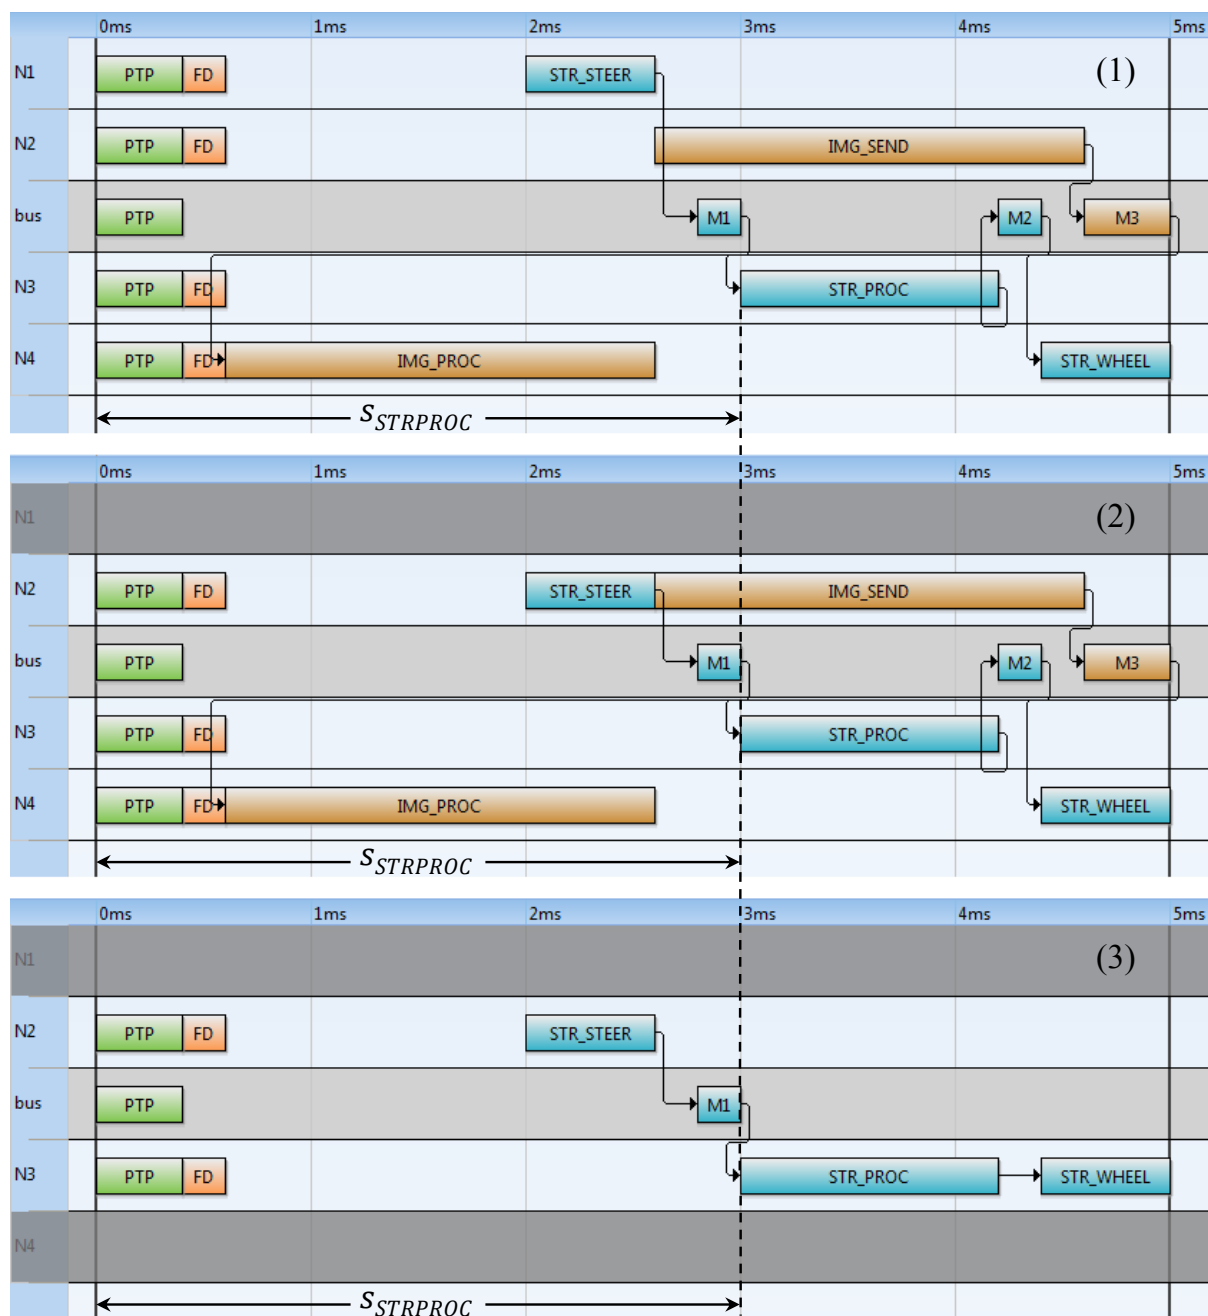 0ms 1ms 2ms 3ms 4ms 5ms
N1 PTP FD STR_STEER (1)
N2 PTP FD IMG_SEND
bus PTP M1 M2 M3
N3 PTP FD STR_PROC
N4 PTP FD IMG_PROC STR_WHEEL
S_STRPROC
0ms 1ms 2ms 3ms 4ms 5ms
N1 (2)
N2 PTP FD STR_STEER IMG_SEND
bus PTP M1 M2 M3
N3 PTP FD STR_PROC
N4 PTP FD IMG_PROC STR_WHEEL
S_STRPROC
0ms 1ms 2ms 3ms 4ms 5ms
N1 (3)
N2 PTP FD STR_STEER
bus PTP M1
N3 PTP FD STR_PROC STR_WHEEL
N4
S_STRPROC